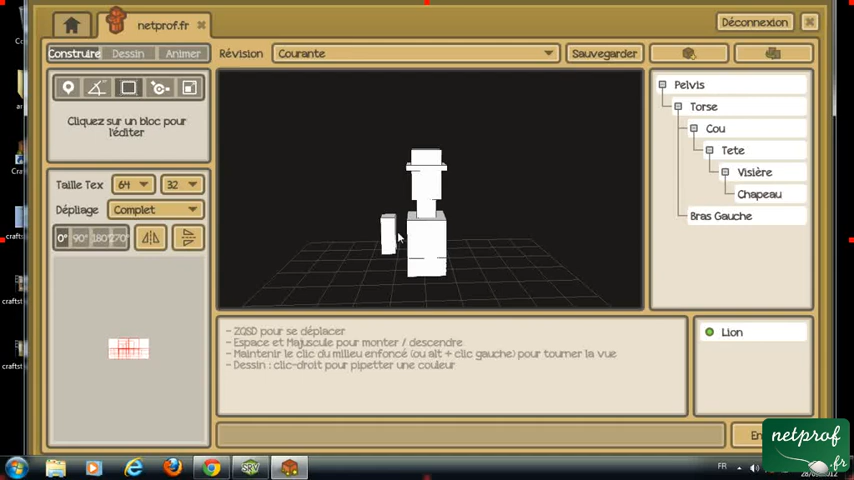 netprof.fr
Déconnexion
Construire Dessin Animer
Révision Courante Sauvegarder
Cliquez sur un bloc pour
l'éditer
Taille Tex 64 32
Dépliage Complet
0° 90° 180° 270°
Pelvis
Torse
Cou
Tete
Visière
Chapeau
Bras Gauche
- ZQSD pour se déplacer
- Espace et Majuscule pour monter / descendre
- Maintenir le clic du milieu enfoncé (ou alt + clic gauche) pour tourner la vue
- Dessin : clic-droit pour pipetter une couleur
Lion
netprof
.fr
SRV
FR